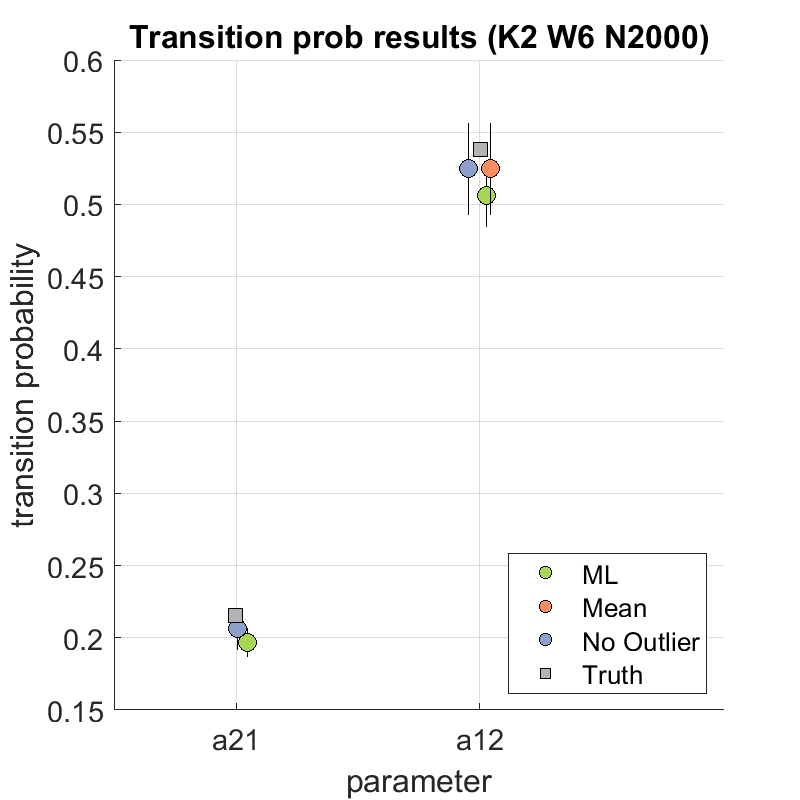 Transition prob results (K2 W6 N2000)
0.6
0.55
0.5
0.45
0.4
0.35
0.3
0.25
0.2
0.15
transition probability
a21 a12
parameter
ML
Mean
No Outlier
Truth